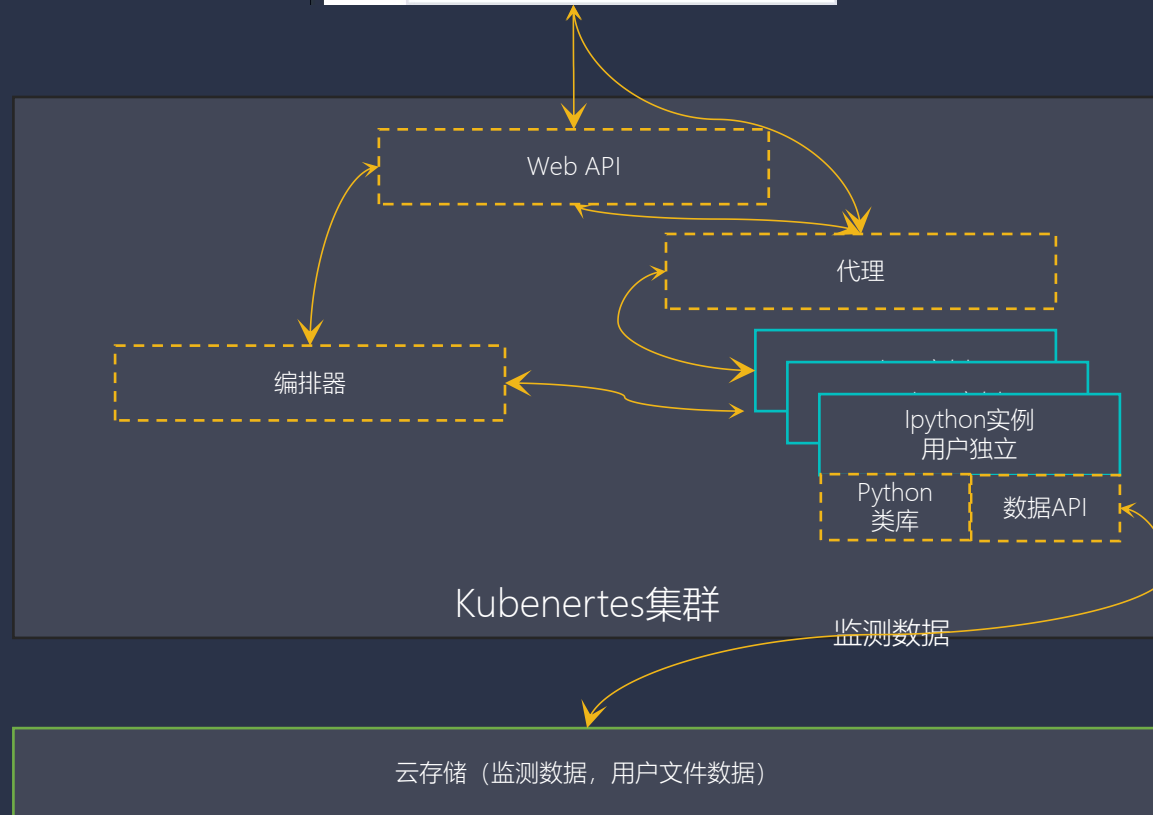 Web API
代理
编排器
Ipython实例
用户独立
Python
类库
数据API
Kubenertes集群
监测数据
云存储（监测数据，用户文件数据）